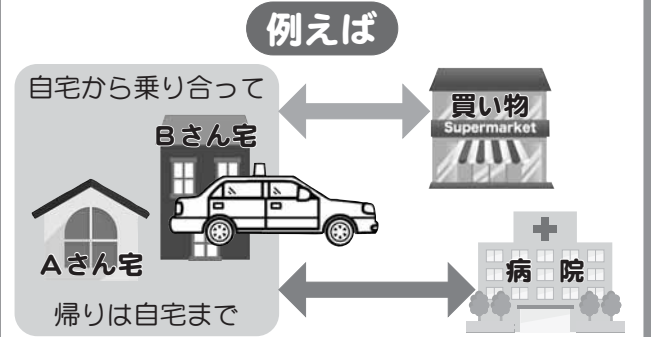 例えば
自宅から乗り合って
Bさん宅
Aさん宅
帰りは自宅まで
買い物
Supermarket
病院